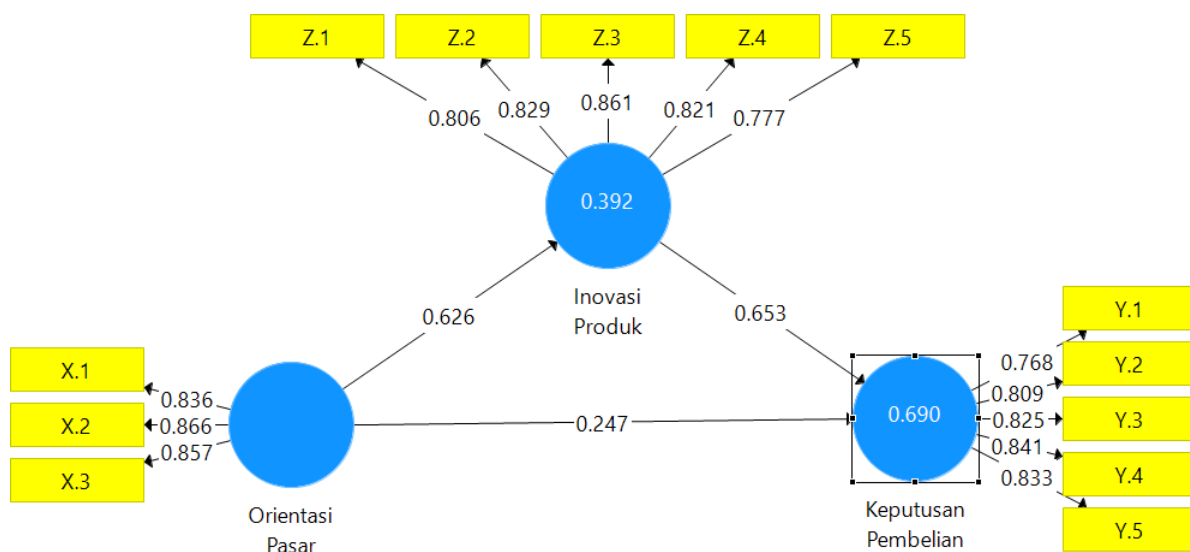 Z.1 Z.2 Z.3 Z.4 Z.5
0.806 0.829 0.861 0.821 0.777
0.392
Inovasi
Produk
0.626 0.653
X.1
X.2
X.3
0.836
0.866
0.857
Orientasi
Pasar
0.247
0.690
Keputusan
Pembelian
0.768
0.809
0.825
0.841
0.833
Y.1
Y.2
Y.3
Y.4
Y.5